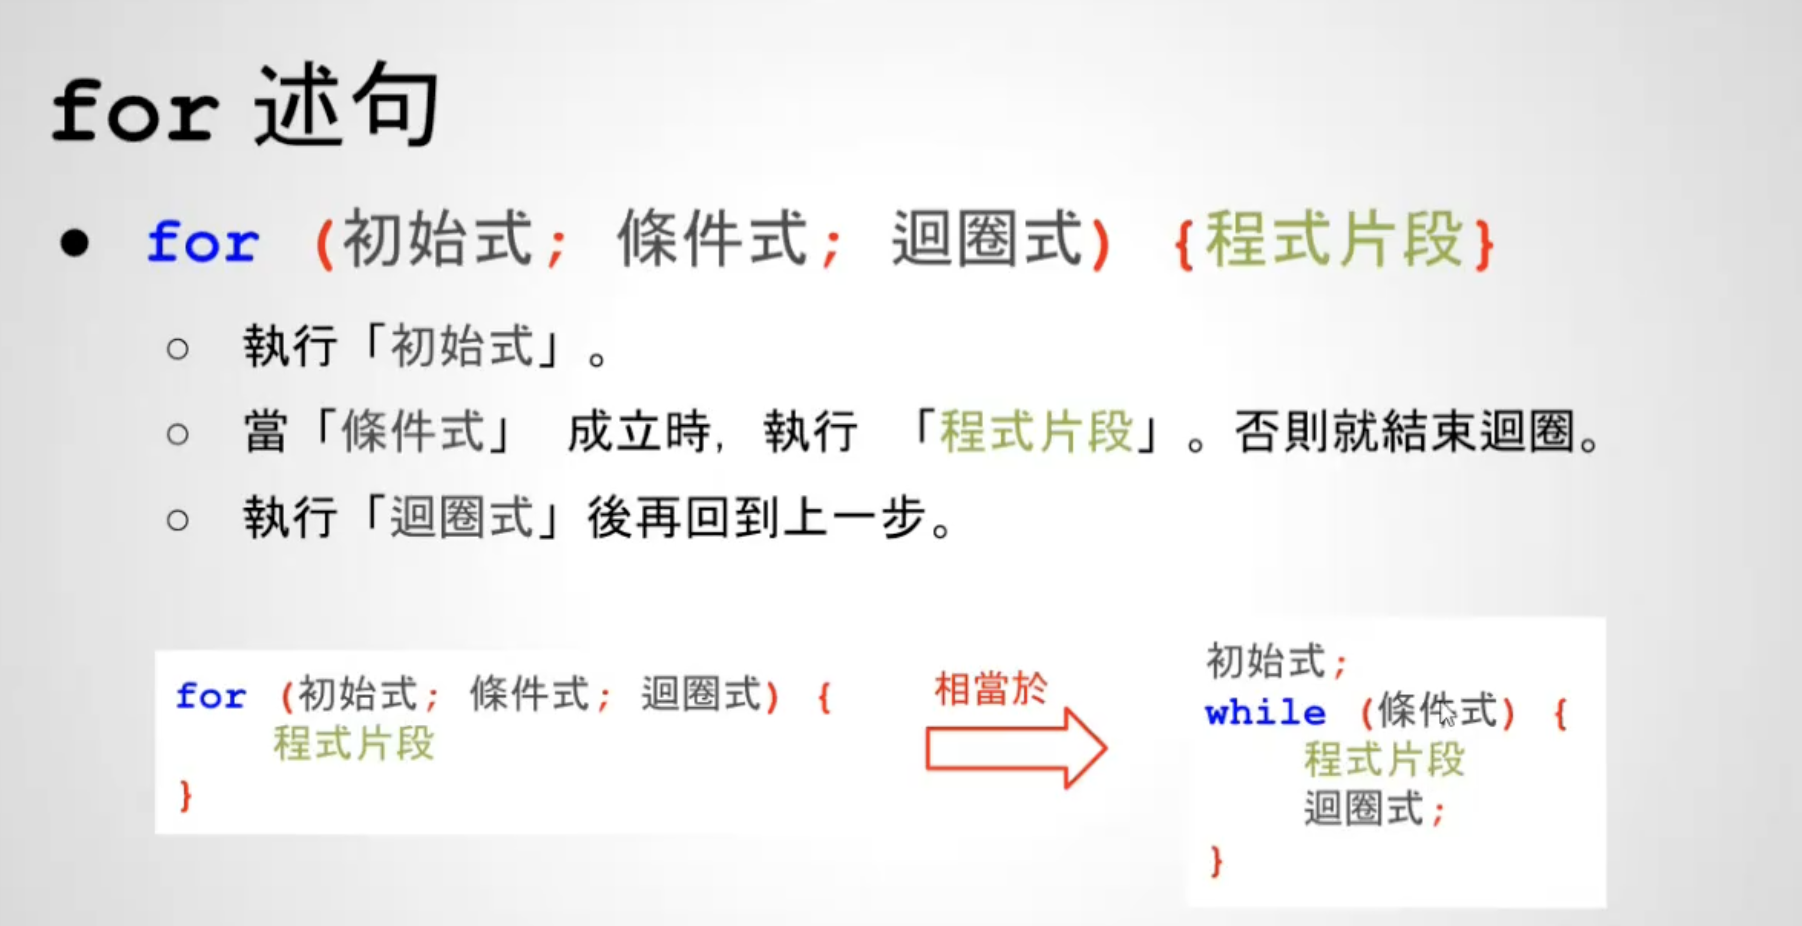 for 述句
● for (初始式; 條件式; 迴圈式) {程式片段}
○ 執行「初始式」。
○ 當「條件式」 成立時, 執行 「程式片段」。否則就結束迴圈。
○ 執行「迴圈式」後再回到上一步。
for (初始式; 條件式; 迴圈式) {
程式片段
}
相當於
初始式;
while (條件式) {
程式片段
迴圈式;
}